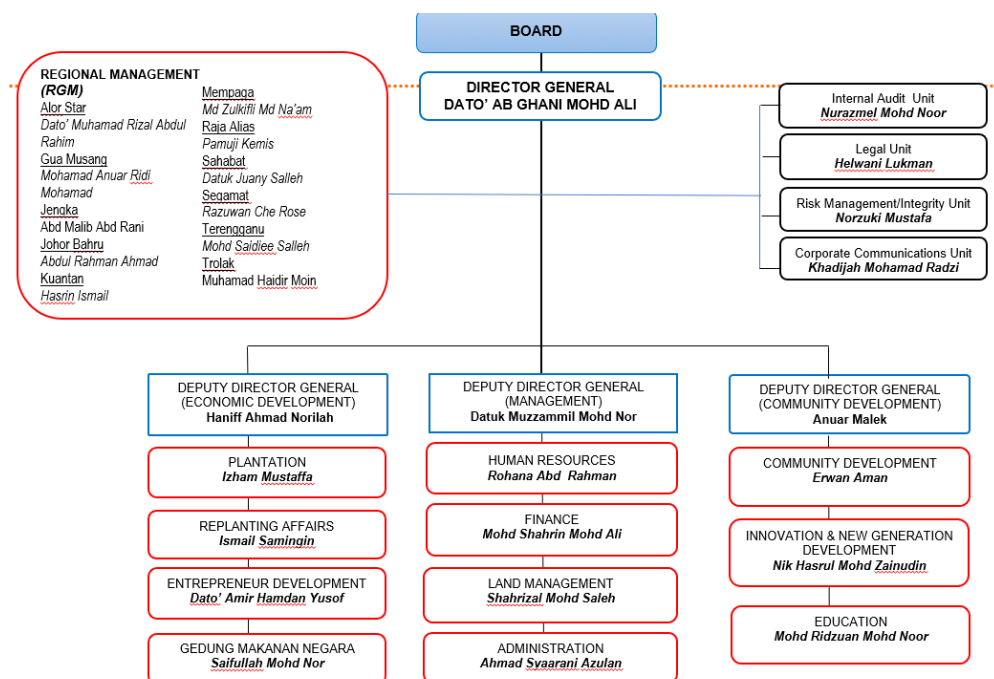 BOARD
DIRECTOR GENERAL
DATO’ AB GHANI MOHD ALI
REGIONAL MANAGEMENT
(RGM)
Alor Star
Dato’ Muhamad Rizal Abdul
Rahim
Gua Musang
Mohamad Anuar Ridi
Mohamad
Jengka
Abd Malib Abd Rani
Johor Bahru
Abdul Rahman Ahmad
Kuantan
Hasrin Ismail
Mempaga
Md Zulkifli Md Na’am
Raja Alias
Pamuji Kemis
Sahabat
Datuk Juany Salleh
Segamat
Razuwan Che Rose
Terengganu
Mohd Saidiee Salleh
Trolak
Muhamad Haidir Moin
Internal Audit Unit
Nurazmel Mohd Noor
Legal Unit
Helwani Lukman
Risk Management/Integrity Unit
Norzuki Mustafa
Corporate Communications Unit
Khadijah Mohamad Radzi
DEPUTY DIRECTOR GENERAL
(ECONOMIC DEVELOPMENT)
Haniff Ahmad Norilah
PLANTATION
Izham Mustaffa
REPLANTING AFFAIRS
Ismail Samingin
ENTREPRENEUR DEVELOPMENT
Dato’ Amir Hamdan Yusof
GEDUNG MAKANAN NEGARA
Saifullah Mohd Nor
DEPUTY DIRECTOR GENERAL
(MANAGEMENT)
Datuk Muzzammil Mohd Nor
HUMAN RESOURCES
Rohana Abd Rahman
FINANCE
Mohd Shahrin Mohd Ali
LAND MANAGEMENT
Shahrizal Mohd Saleh
ADMINISTRATION
Ahmad Syaarani Azulan
DEPUTY DIRECTOR GENERAL
(COMMUNITY DEVELOPMENT)
Anuar Malek
COMMUNITY DEVELOPMENT
Erwan Aman
INNOVATION & NEW GENERATION
DEVELOPMENT
Nik Hasrul Mohd Zainudin
EDUCATION
Mohd Ridzuan Mohd Noor